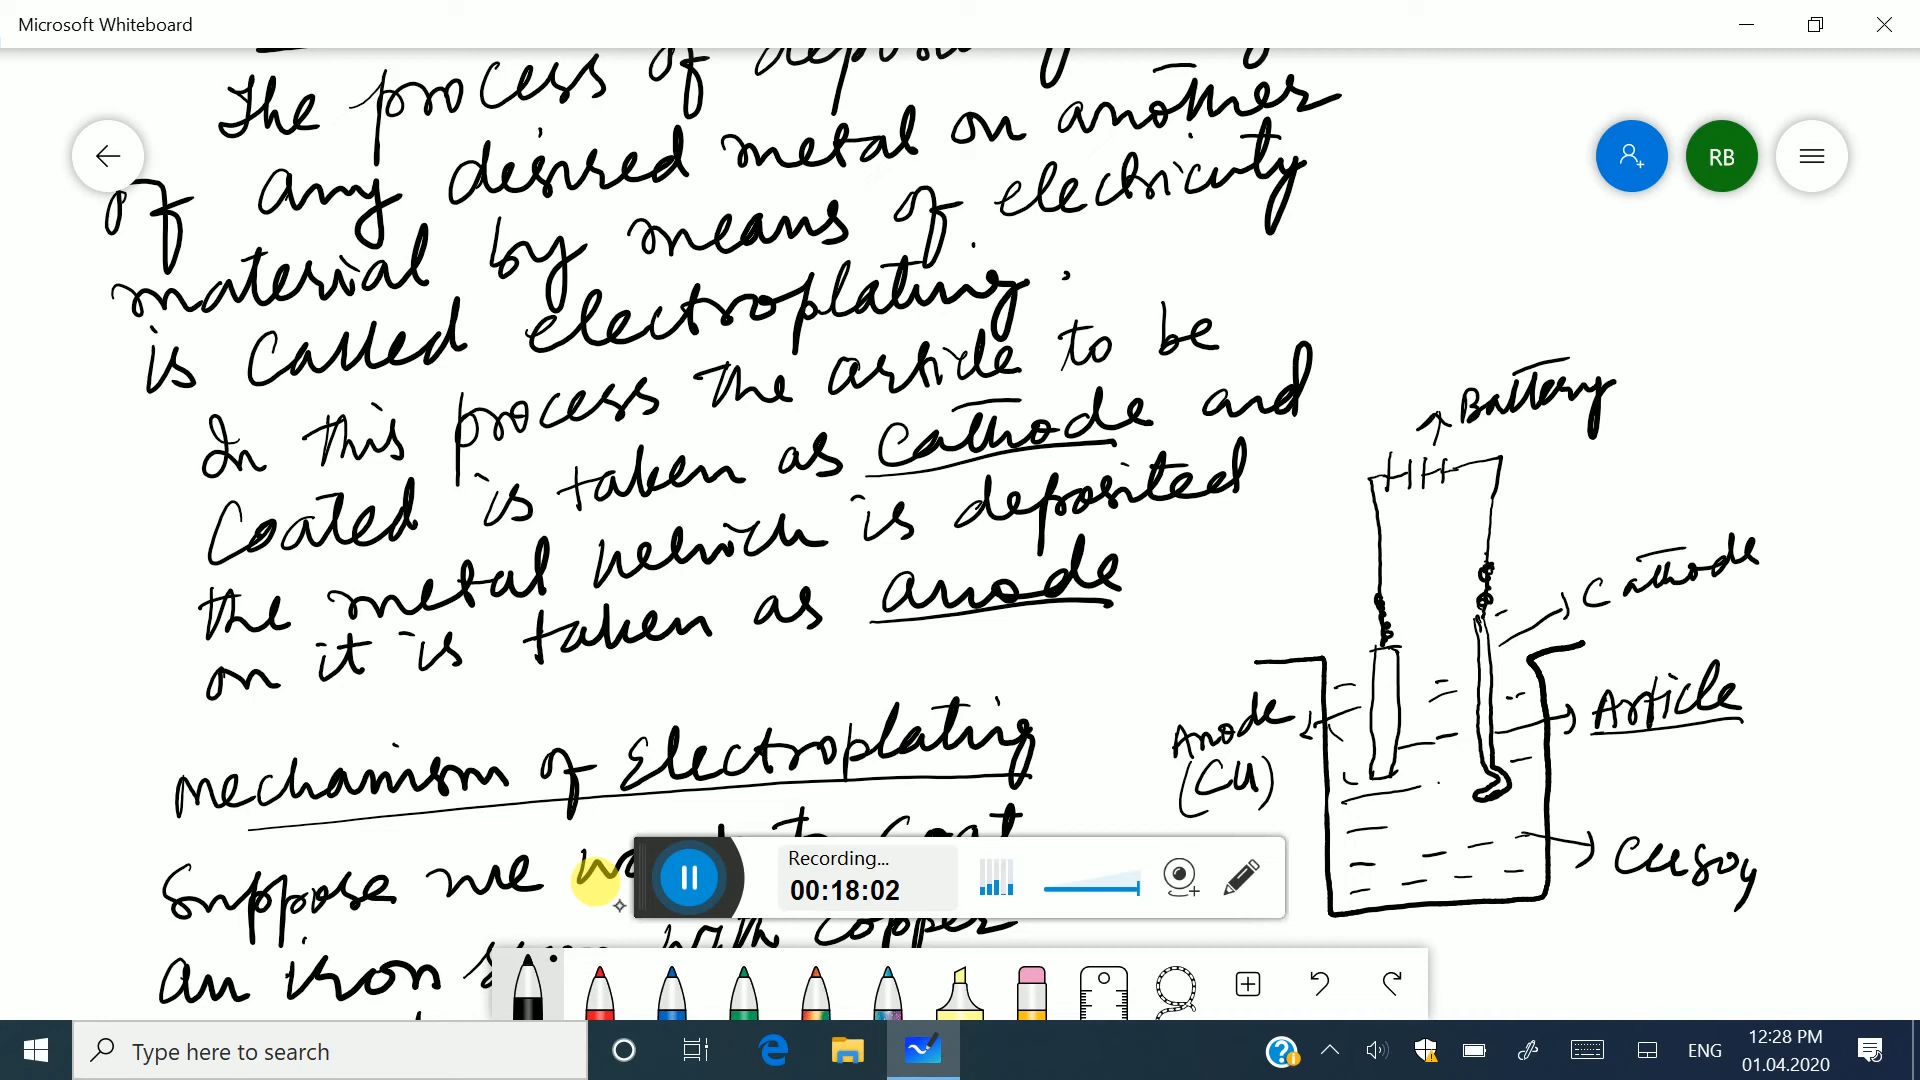 Microsoft Whiteboard
The process of
of any desired metal on another
material by means of electricity
is called electroplating.
In this process the article to be
Coated is taken as cathode and
the metal which is deposited
on it is taken as anode
Mechanism of Electroplating
Suppose we to coat
an iron with copper
RB
Battery
Cathode
Anode
(Cu)
Article
CuSO4
Recording...
00:18:02
Type here to search
ENG
12:28 PM
01.04.2020